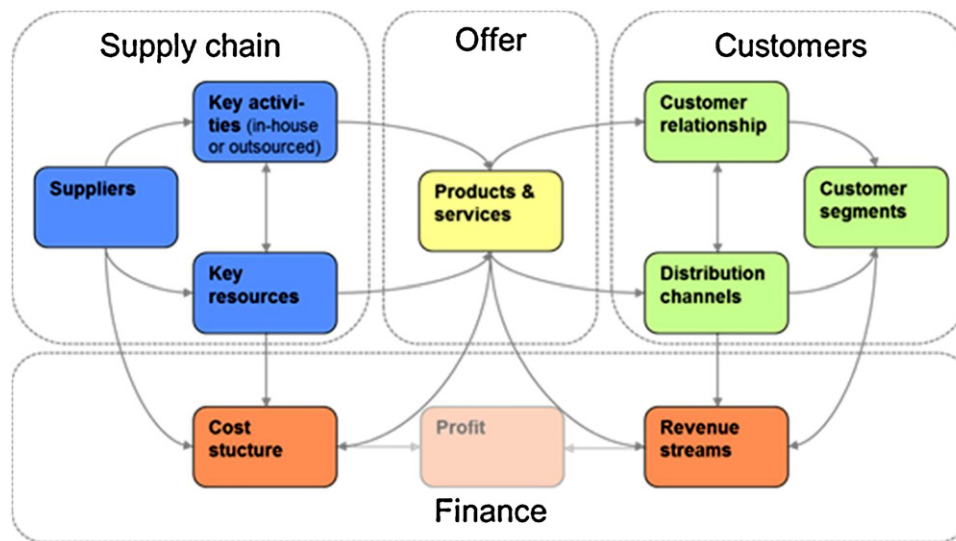 Supply chain
Offer
Customers
Key activi-
ties (in-house
or outsourced)
Customer
relationship
Suppliers
Products &
services
Customer
segments
Key
resources
Distribution
channels
Cost
stucture
Profit
Revenue
streams
Finance